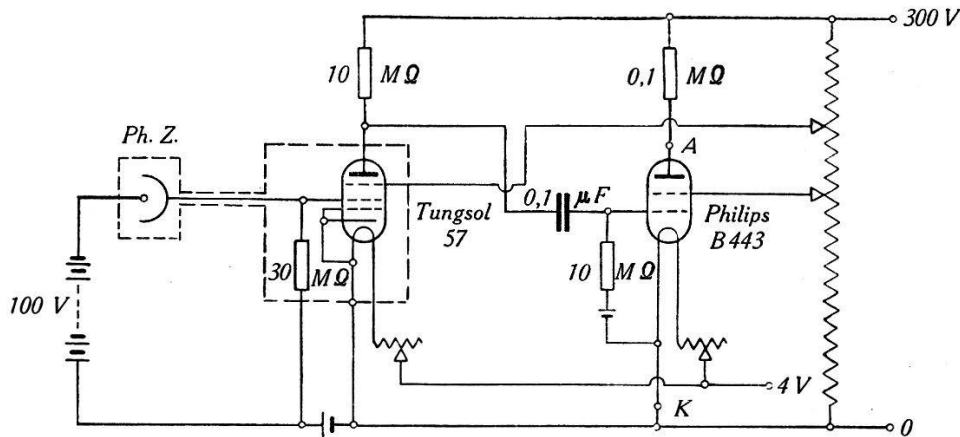 300 V
10 MΩ
0,1 MΩ
Ph. Z.
A
Tungsol
57
0,1 μF
Philips
B 443
30 MΩ
10 MΩ
100 V
4 V
K
0